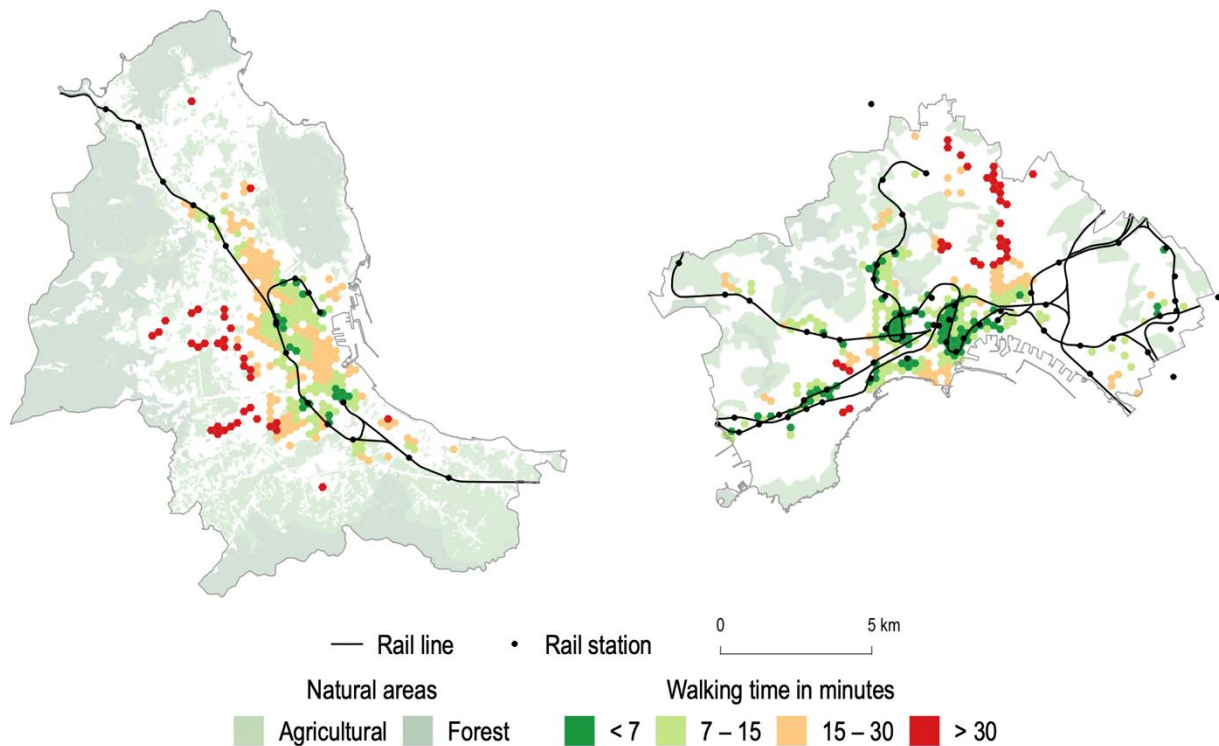 0 5 km
Rail line Rail station
Natural areas Walking time in minutes
Agricultural Forest < 7 7 – 15 15 – 30 > 30